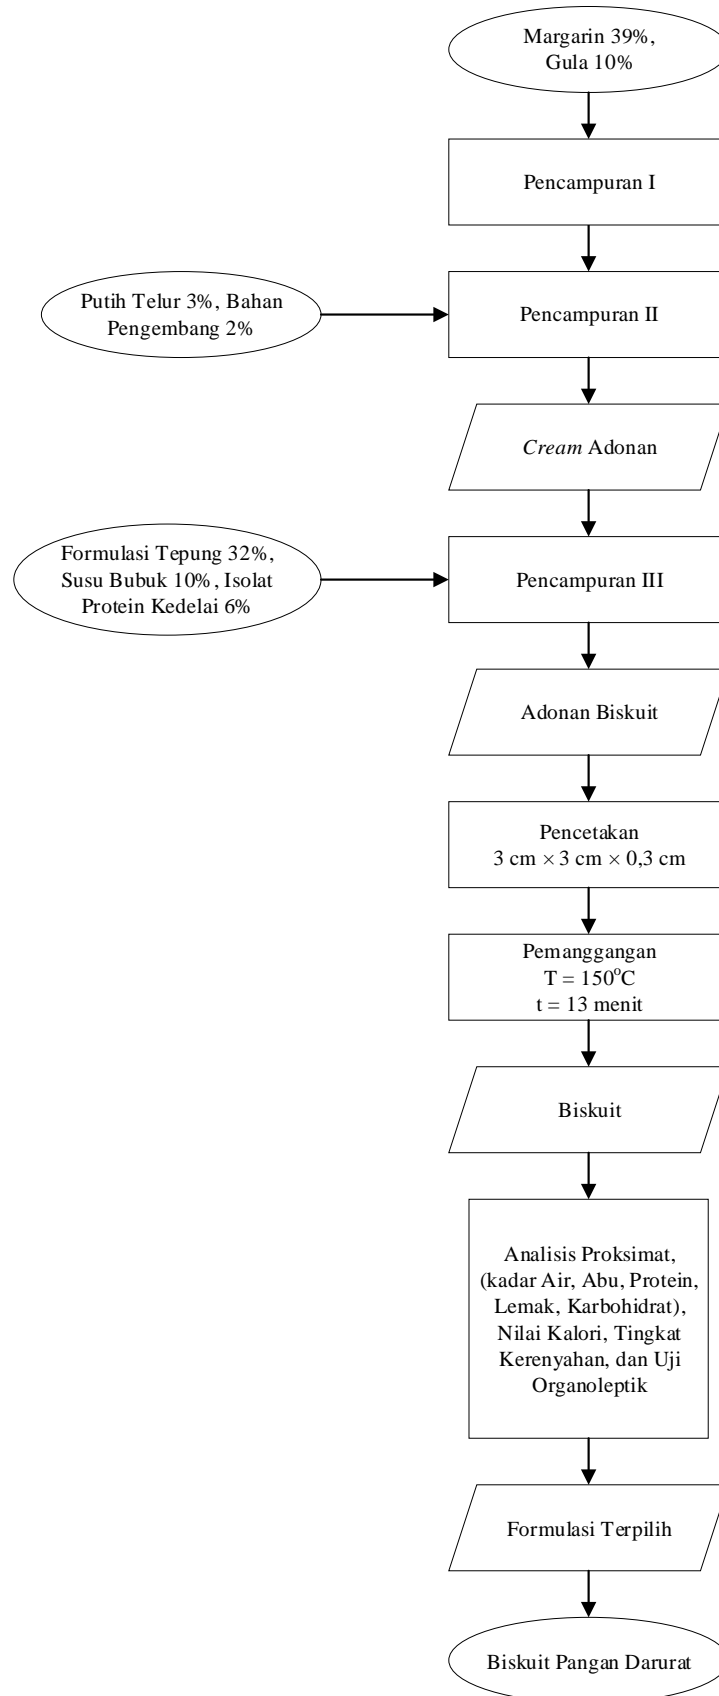 Margarin 39%,
Gula 10%
Pencampuran I
Putih Telur 3%, Bahan
Pengembang 2%
Pencampuran II
Cream Adonan
Formulasi Tepung 32%,
Susu Bubuk 10%, Isolat
Protein Kedelai 6%
Pencampuran III
Adonan Biskuit
Pencetakan
3 cm × 3 cm × 0,3 cm
Pemanggangan
T = 150°C
t = 13 menit
Biskuit
Analisis Proksimat,
(kadar Air, Abu, Protein,
Lemak, Karbohidrat),
Nilai Kalori, Tingkat
Kerenyahan, dan Uji
Organoleptik
Formulasi Terpilih
Biskuit Pangan Darurat